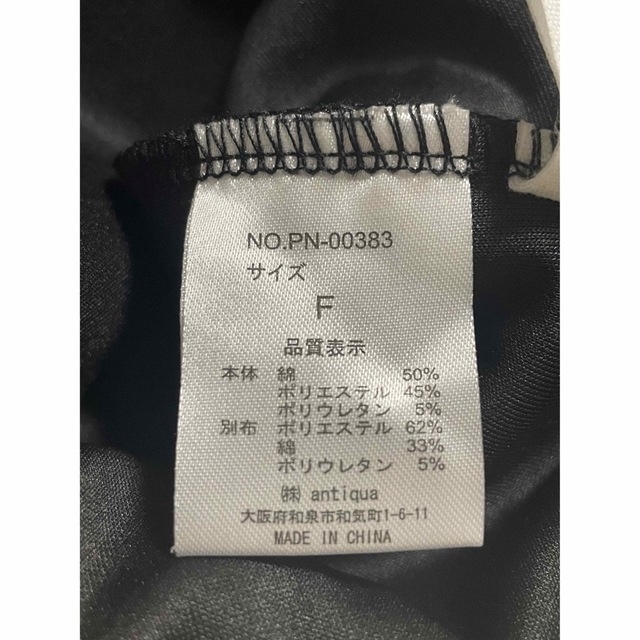 NO.PN-00383
サイズ
F
品質表示
本体 綿 50%
ポリエステル 45%
ポリウレタン 5%
別布 ポリエステル 62%
綿 33%
ポリウレタン 5%
㈱ antiqua
大阪府和泉市和気町1-6-11
MADE IN CHINA